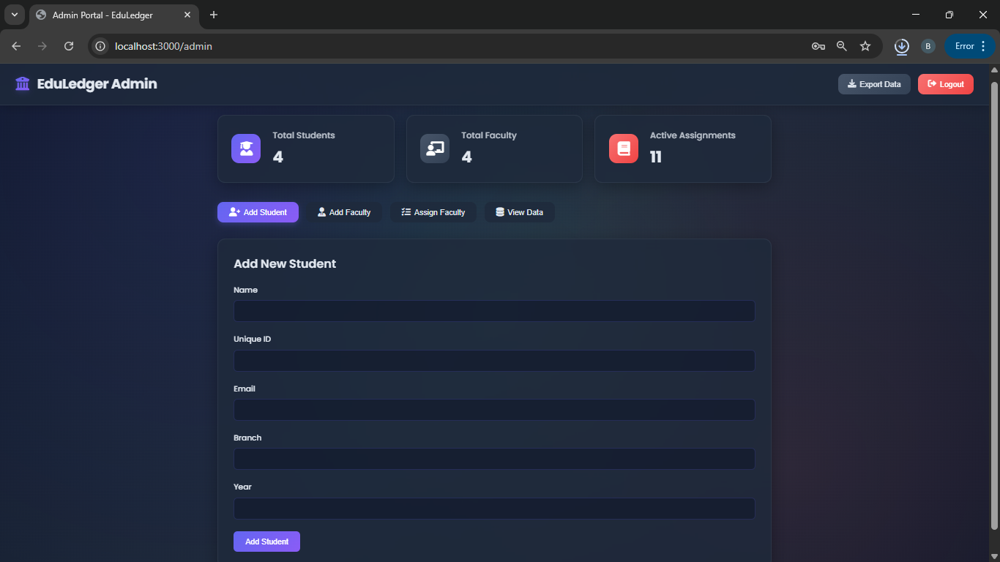 Admin Portal - EduLedger
localhost:3000/admin
B
Error
EduLedger Admin
Export Data
Logout
Total Students
4
Total Faculty
4
Active Assignments
11
Add Student
Add Faculty
Assign Faculty
View Data
Add New Student
Name
Unique ID
Email
Branch
Year
Add Student